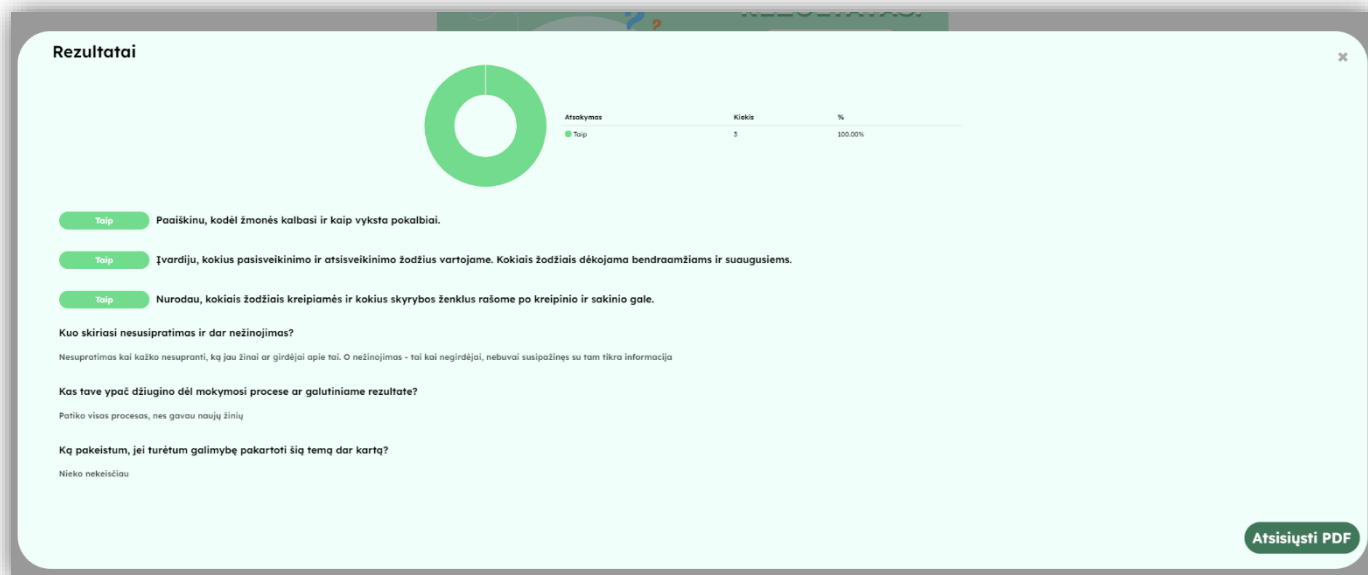 REZULTATAS!
Rezultatai
Atsakymas Kiekis %
Taip 3 100.00%
Taip Paaiškinu, kodėl žmonės kalbasi ir kaip vyksta pokalbiai.
Taip Įvardiju, kokius pasisveikinimo ir atsisveikinimo žodžius vartojame. Kokiais žodžiais dėkojama bendraamžiams ir suaugusiems.
Taip Nurodau, kokiais žodžiais kreipiamės ir kokius skyrybos ženklus rašome po kreipinio ir sakinio gale.
Kuo skiriasi nesusipratimas ir dar nežinojimas?
Nesupratimas kai kažko nesupranti, ką jau žinai ar girdėjai apie tai. O nežinojimas - tai kai negirdėjai, nebuvai susipažinęs su tam tikra informacija
Kas tave ypač džiugino dėl mokymosi procese ar galutiniame rezultate?
Patiko visas procesas, nes gavau naujų žinių
Ką pakeistum, jei turėtum galimybę pakartoti šią temą dar kartą?
Nieko nekeisčiau
Atsisiųsti PDF